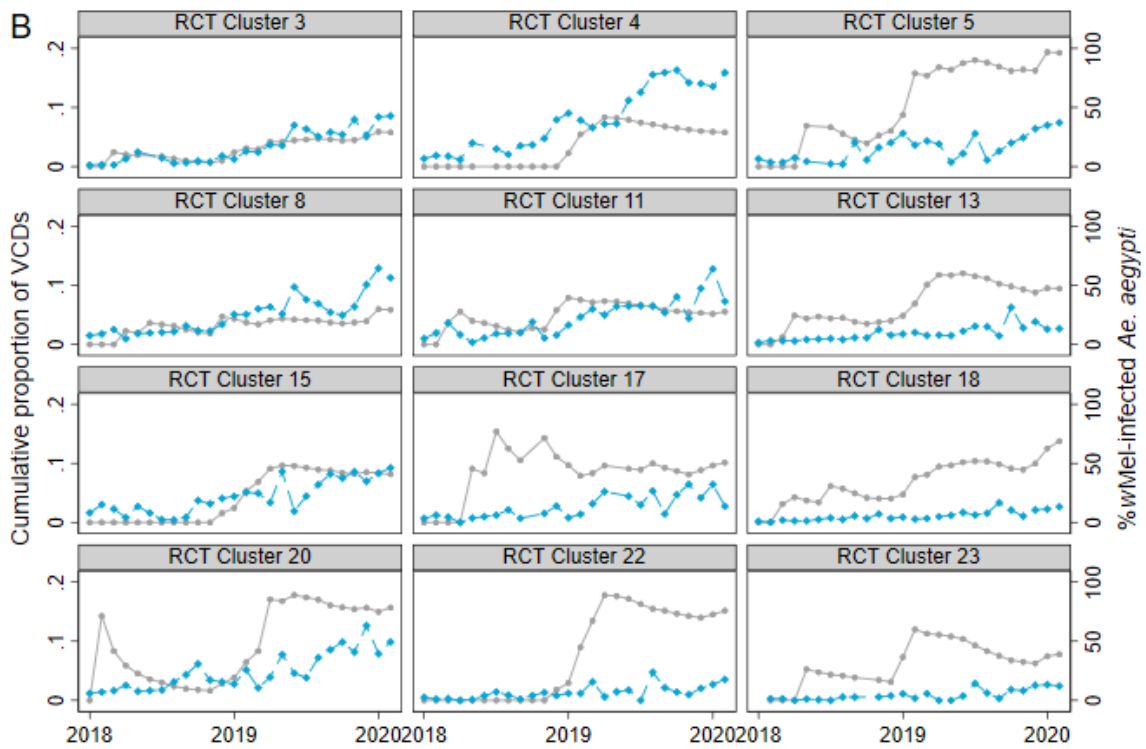 B
RCT Cluster 3 RCT Cluster 4 RCT Cluster 5
.2 100
.1 50
0 0
RCT Cluster 8 RCT Cluster 11 RCT Cluster 13
.2 100
.1 50
0 0
RCT Cluster 15 RCT Cluster 17 RCT Cluster 18
.2 100
.1 50
0 0
RCT Cluster 20 RCT Cluster 22 RCT Cluster 23
.2 100
.1 50
0 0
2018 2019 2020 2018 2019 2020 2018 2019 2020
Cumulative proportion of VCDs
%wMel-infected Ae. aegypti